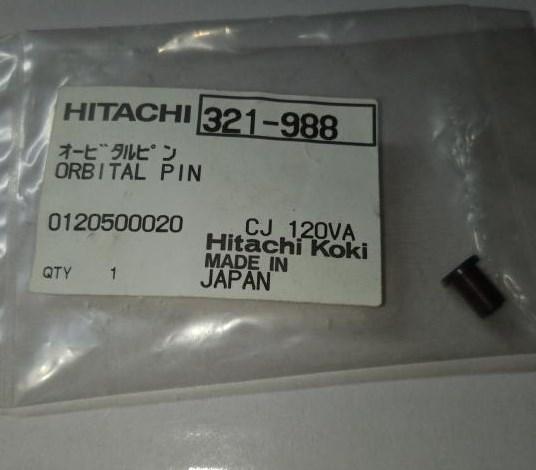 HITACHI 321-988
オービタルピン
ORBITAL PIN
0120500020 CJ 120VA
Hitachi Koki
MADE IN
QTY 1 JAPAN